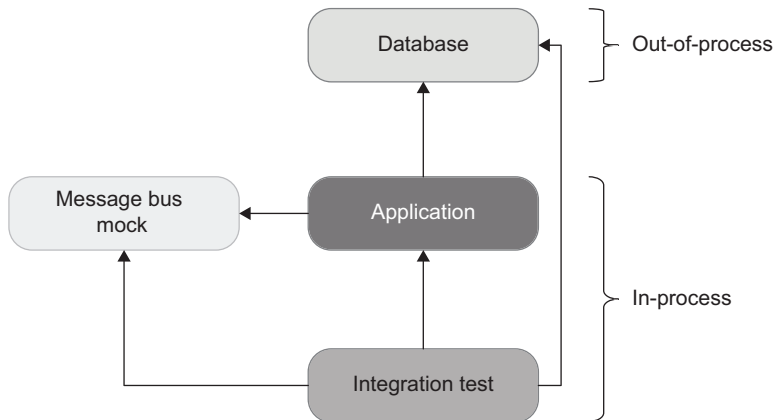 Database
Out-of-process
Message bus
mock
Application
In-process
Integration test